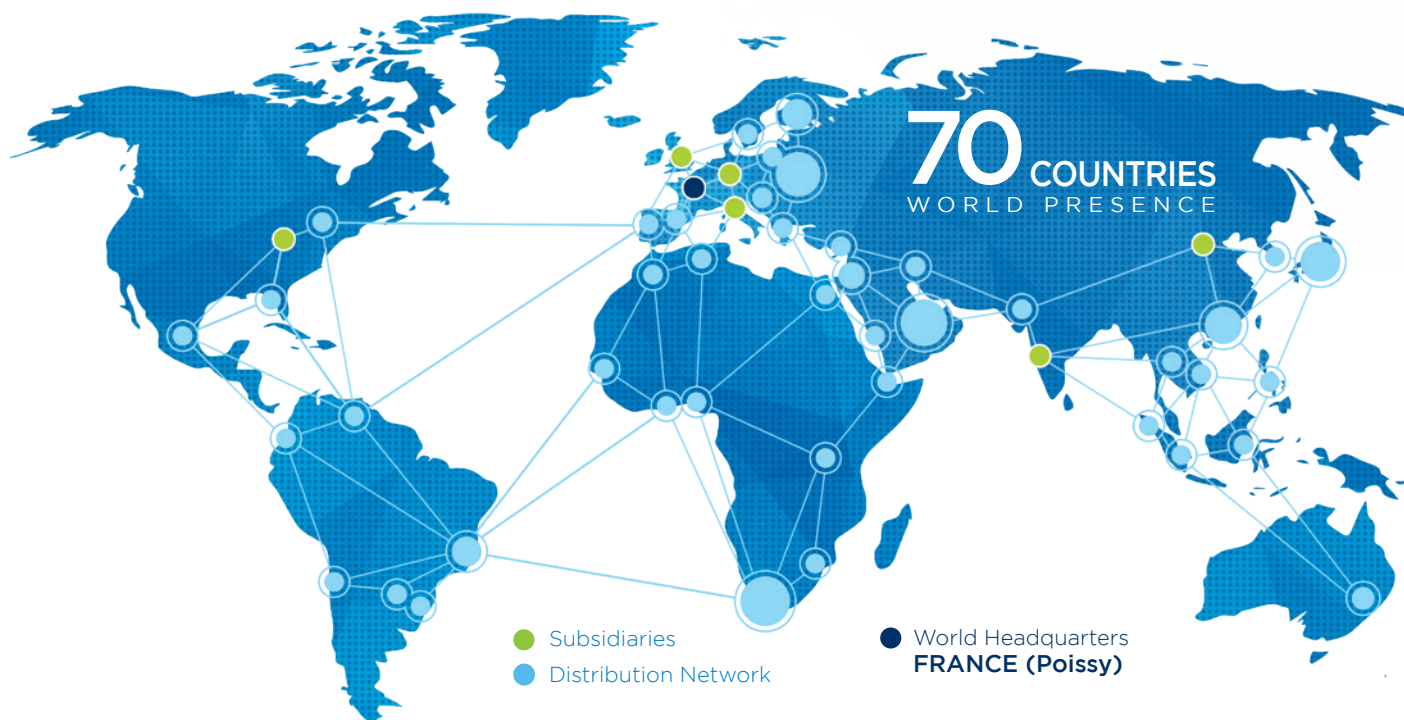 70 COUNTRIES
WORLD PRESENCE
Subsidiaries
Distribution Network
World Headquarters
FRANCE (Poissy)